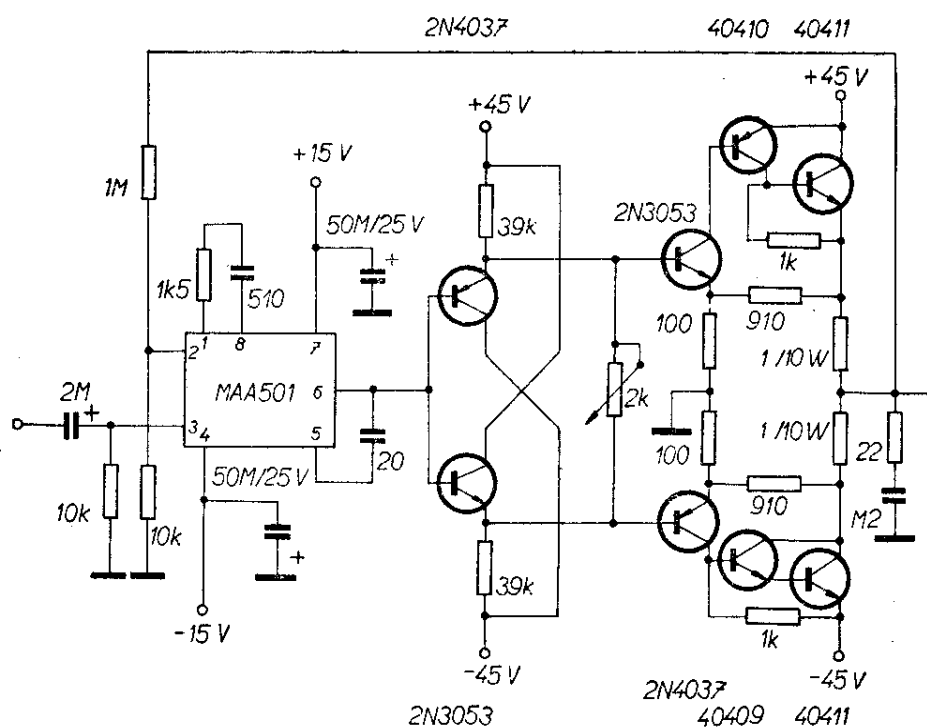 2N4037 40410 40411
+45 V
+45 V
+15 V
1M
50M/25 V
+
39k
2N3053
1k5
510
1k
1 8 7
100
910
1/10W
2
MAA501
6
2k
2M
+
3
4
5
1/10W
50M/25 V
20
100
22
10k
10k
910
M2
+
39k
-15 V
1k
-45 V
-45 V
2N4037
2N3053
40409 40411